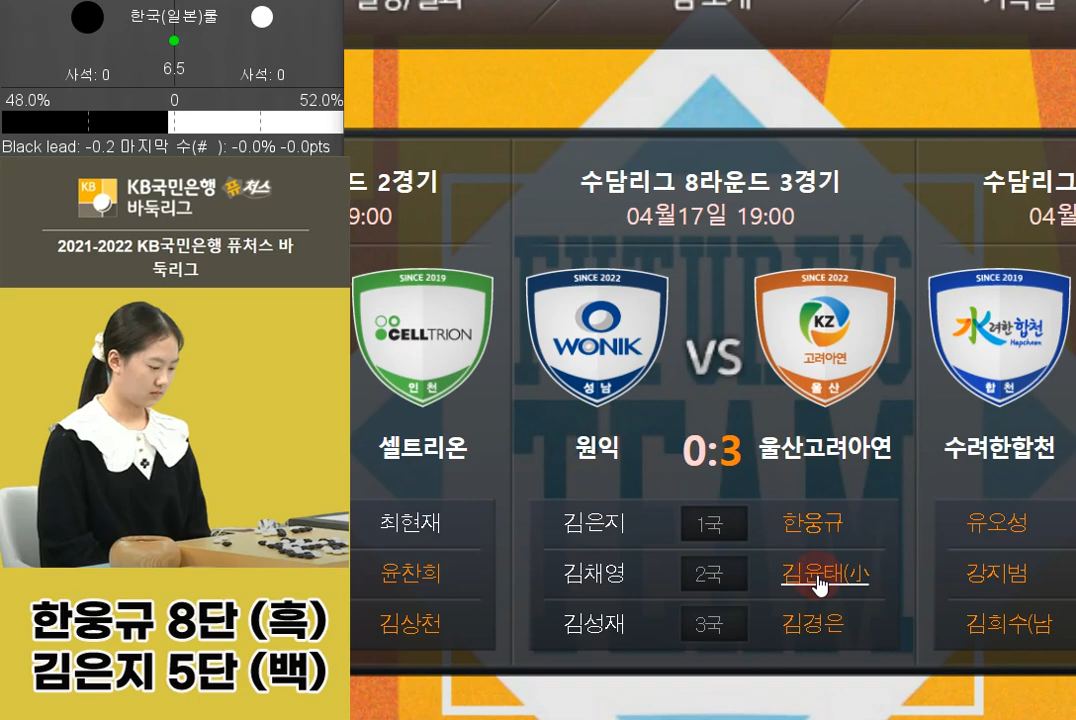 한국(일본)룰
사석: 0
6.5
사석: 0
48.0%
0
52.0%
Black lead: -0.2 마지막 수(# ): -0.0% -0.0pts
KB
KB국민은행 퓨처스
바둑리그
2021-2022 KB국민은행 퓨처스 바
둑리그
한웅규 8단 (흑)
김은지 5단 (백)
드 2경기
9:00
SINCE 2019
CELLTRION
인천
셀트리온
최현재
윤찬희
김상천
수담리그 8라운드 3경기
04월17일 19:00
SINCE 2022
WONIK
성남
VS
SINCE 2022
KZ
고려아연
울산
원익
0:3
울산고려아연
김은지
1국
한웅규
김채영
2국
김윤태(小
김성재
3국
김경은
수담리그
04월
SINCE 2019
水려한합천
Hapcheon
합천
수려한합천
유오성
강지범
김희수(남
FUTURE'S
TEAM